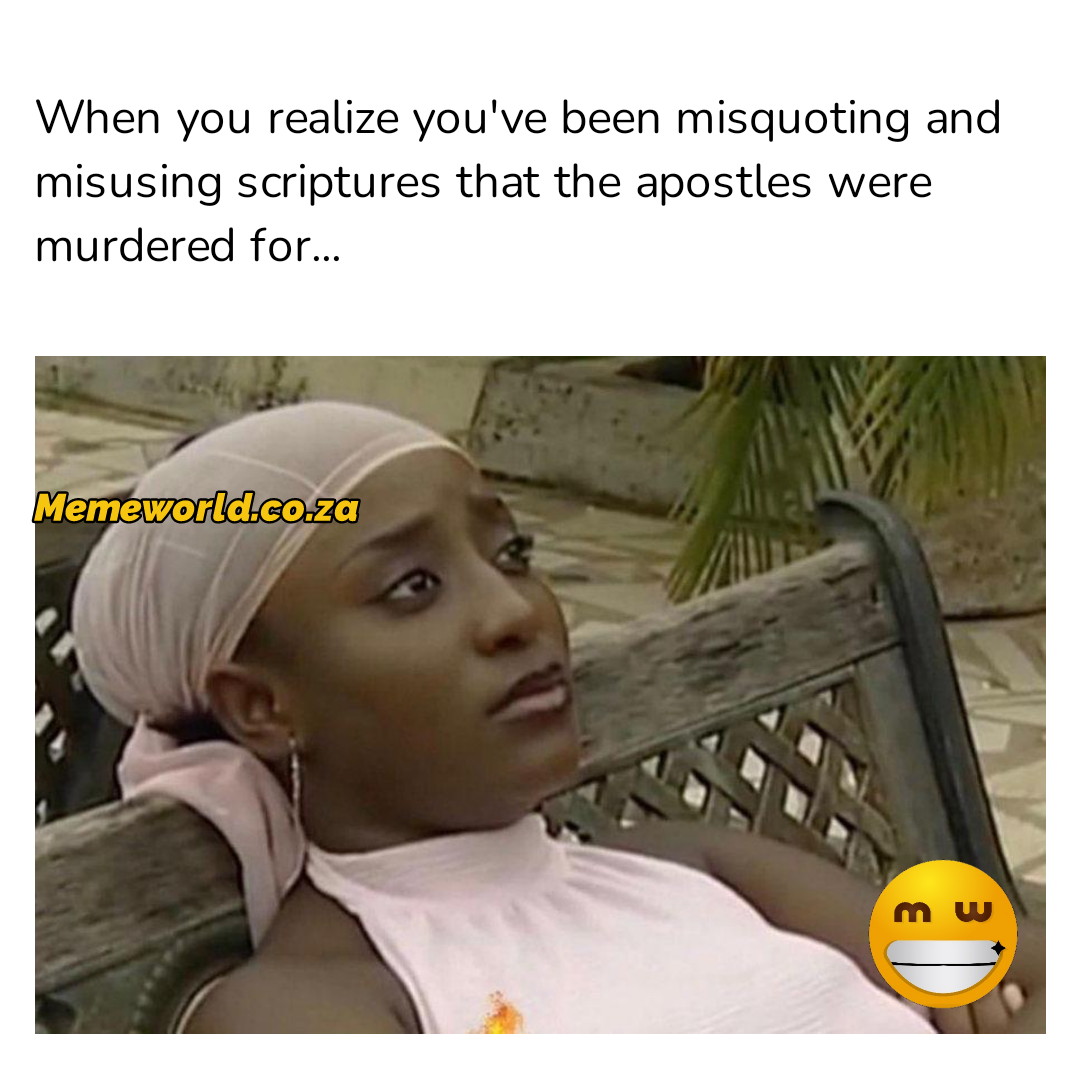 When you realize you've been misquoting and
misusing scriptures that the apostles were
murdered for...
Memeworld.co.za
m w